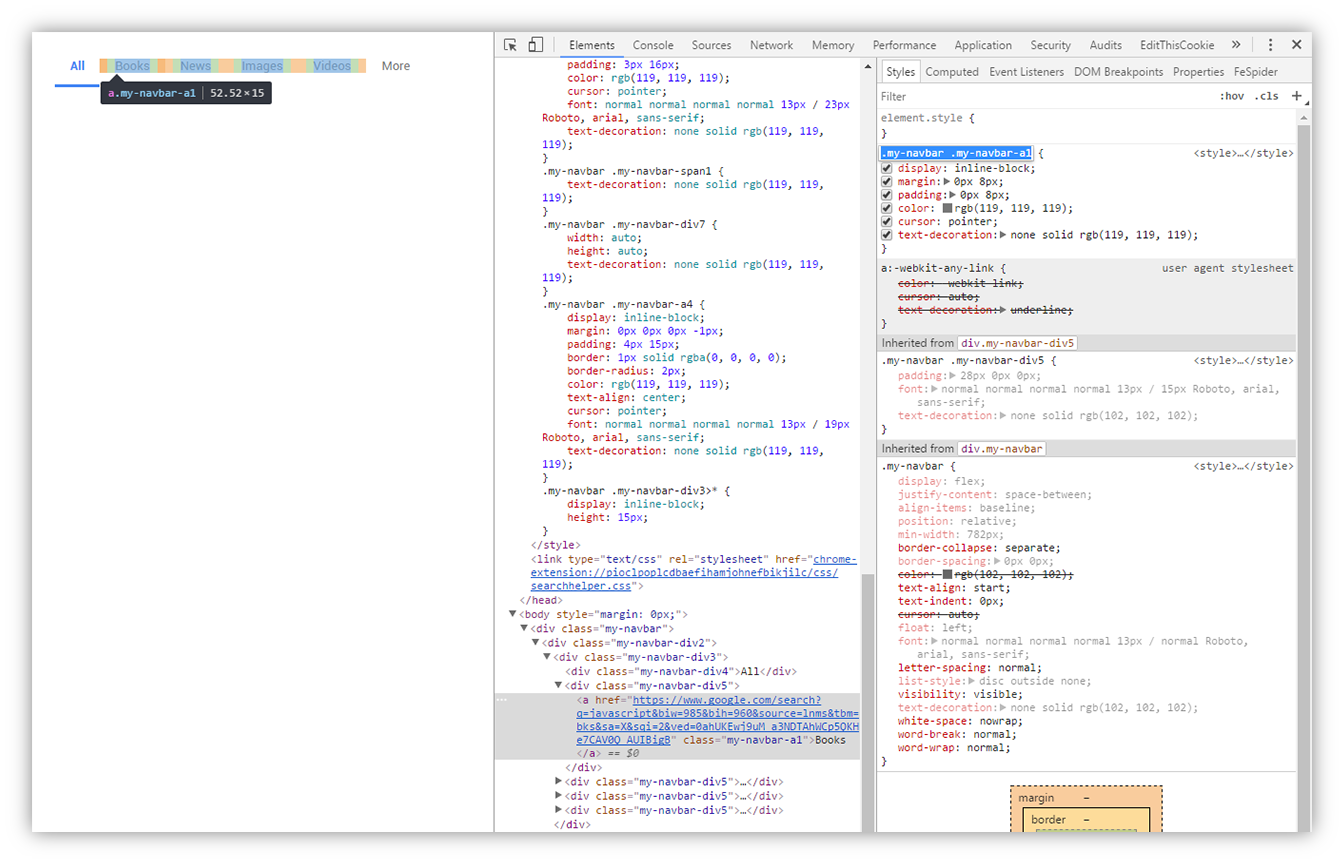 All Books News Images Videos More
a.my-navbar-a1 | 52.52×15
Elements Console Sources Network Memory Performance Application Security Audits EditThisCookie »
padding: 3px 16px;
color: rgb(119, 119, 119);
cursor: pointer;
font: normal normal normal normal 13px / 23px
Roboto, arial, sans-serif;
text-decoration: none solid rgb(119, 119,
119);
}
.my-navbar .my-navbar-span1 {
text-decoration: none solid rgb(119, 119,
119);
}
.my-navbar .my-navbar-div7 {
width: auto;
height: auto;
text-decoration: none solid rgb(119, 119,
119);
}
.my-navbar .my-navbar-a4 {
display: inline-block;
margin: 0px 0px 0px -1px;
padding: 4px 15px;
border: 1px solid rgba(0, 0, 0, 0);
border-radius: 2px;
color: rgb(119, 119, 119);
text-align: center;
cursor: pointer;
font: normal normal normal normal 13px / 19px
Roboto, arial, sans-serif;
text-decoration: none solid rgb(119, 119,
119);
}
.my-navbar .my-navbar-div3>* {
display: inline-block;
height: 15px;
}
</style>
<link type="text/css" rel="stylesheet" href="chrome-
extension://pioclpoplcdbaefihamjohnefbikjilc/css/
searchhelper.css">
</head>
▼<body style="margin: 0px;">
▼<div class="my-navbar">
▼<div class="my-navbar-div2">
▼<div class="my-navbar-div3">
<div class="my-navbar-div4">All</div>
▼<div class="my-navbar-div5">
<a href="https://www.google.com/search?
q=javascript&biw=985&bih=960&source=lnms&tbm=
bks&sa=X&sqi=2&ved=0ahUKEwj9uM_a3NDTAhWCp5QKH
e7CAV0Q_AUIBigB" class="my-navbar-a1">Books
</a> == $0
</div>
▶<div class="my-navbar-div5">…</div>
▶<div class="my-navbar-div5">…</div>
▶<div class="my-navbar-div5">…</div>
</div>
Styles Computed Event Listeners DOM Breakpoints Properties FeSpider
Filter :hov .cls +
element.style {
}
.my-navbar .my-navbar-a1 { <style>…</style>
display: inline-block;
margin:▶0px 8px;
padding:▶0px 8px;
color: rgb(119, 119, 119);
cursor: pointer;
text-decoration:▶none solid rgb(119, 119, 119);
}
a:-webkit-any-link { user agent stylesheet
color: -webkit-link;
cursor: auto;
text-decoration:▶underline;
}
Inherited from div.my-navbar-div5
.my-navbar .my-navbar-div5 { <style>…</style>
padding:▶28px 0px 0px;
font:▶normal normal normal normal 13px / 15px Roboto, arial,
sans-serif;
text-decoration:▶none solid rgb(102, 102, 102);
}
Inherited from div.my-navbar
.my-navbar { <style>…</style>
display: flex;
justify-content: space-between;
align-items: baseline;
position: relative;
min-width: 782px;
border-collapse: separate;
border-spacing:▶0px 0px;
color: rgb(102, 102, 102);
text-align: start;
text-indent: 0px;
cursor: auto;
float: left;
font:▶normal normal normal normal 13px / normal Roboto,
arial, sans-serif;
letter-spacing: normal;
list-style:▶disc outside none;
visibility: visible;
text-decoration:▶none solid rgb(102, 102, 102);
white-space: nowrap;
word-break: normal;
word-wrap: normal;
}
margin –
border –